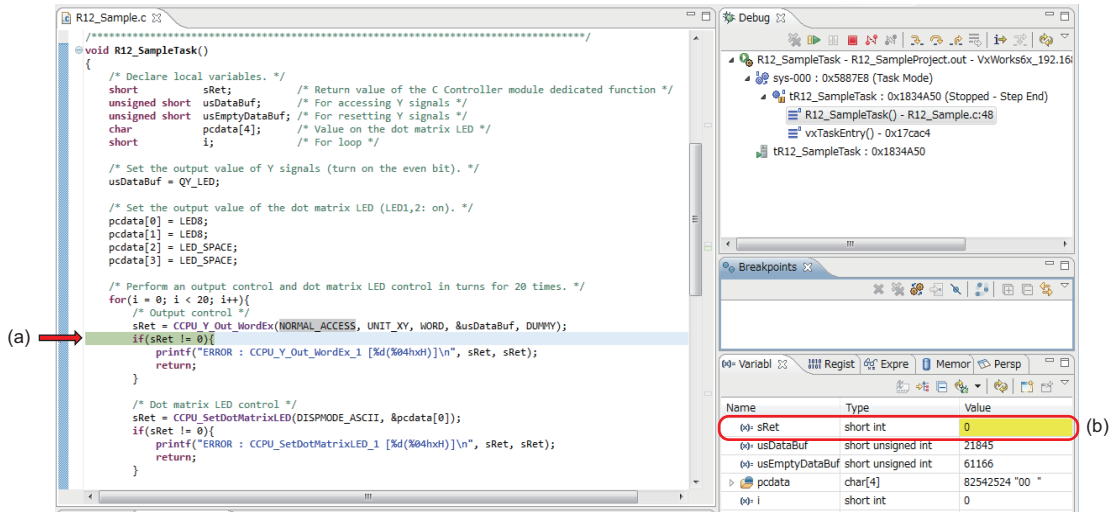 R12_Sample.c
/******************************************************************************************/
void R12_SampleTask()
{
/* Declare local variables. */
short sRet; /* Return value of the C Controller module dedicated function */
unsigned short usDataBuf; /* For accessing Y signals */
unsigned short usEmptyDataBuf; /* For resetting Y signals */
char pcdata[4]; /* Value on the dot matrix LED */
short i; /* For loop */
/* Set the output value of Y signals (turn on the even bit). */
usDataBuf = QY_LED;
/* Set the output value of the dot matrix LED (LED1,2: on). */
pcdata[0] = LED8;
pcdata[1] = LED8;
pcdata[2] = LED_SPACE;
pcdata[3] = LED_SPACE;
/* Perform an output control and dot matrix LED control in turns for 20 times. */
for(i = 0; i < 20; i++){
/* Output control */
sRet = CCPU_Y_Out_WordEx(NORMAL_ACCESS, UNIT_XY, WORD, &usDataBuf, DUMMY);
(a)
if(sRet != 0){
printf("ERROR : CCPU_Y_Out_WordEx_1 [%d(%04hxH)]\n", sRet, sRet);
return;
}
/* Dot matrix LED control */
sRet = CCPU_SetDotMatrixLED(DISPMODE_ASCII, &pcdata[0]);
if(sRet != 0){
printf("ERROR : CCPU_SetDotMatrixLED_1 [%d(%04hxH)]\n", sRet, sRet);
return;
}
Debug
R12_SampleTask - R12_SampleProject.out - VxWorks6x_192.16
sys-000 : 0x5887E8 (Task Mode)
tR12_SampleTask : 0x1834A50 (Stopped - Step End)
R12_SampleTask() - R12_Sample.c:48
vxTaskEntry() - 0x17cac4
tR12_SampleTask : 0x1834A50
Breakpoints
(x)= Variabl Regist Expre Memor Persp
Name Type Value
(x)= sRet short int 0
(b)
(x)= usDataBuf short unsigned int 21845
(x)= usEmptyDataBuf short unsigned int 61166
pcdata char[4] 82542524 "00 "
(x)= i short int 0